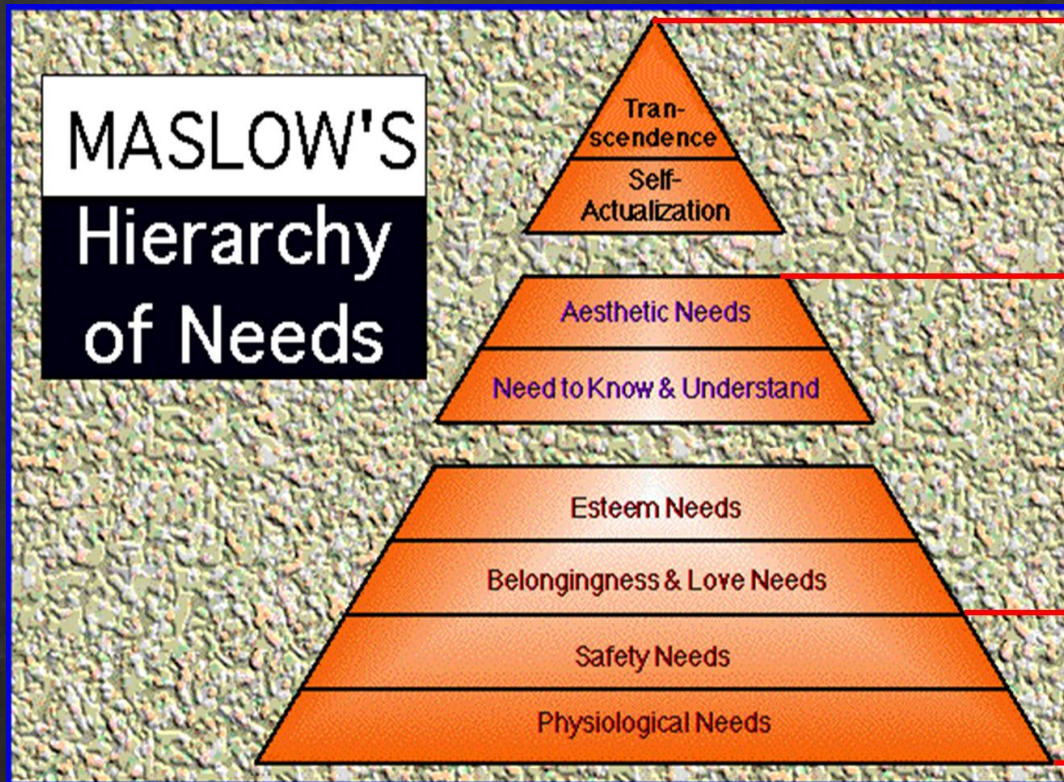 MASLOW'S
Hierarchy
of Needs
Tran-
scendence
Self-
Actualization
Aesthetic Needs
Need to Know & Understand
Esteem Needs
Belongingness & Love Needs
Safety Needs
Physiological Needs